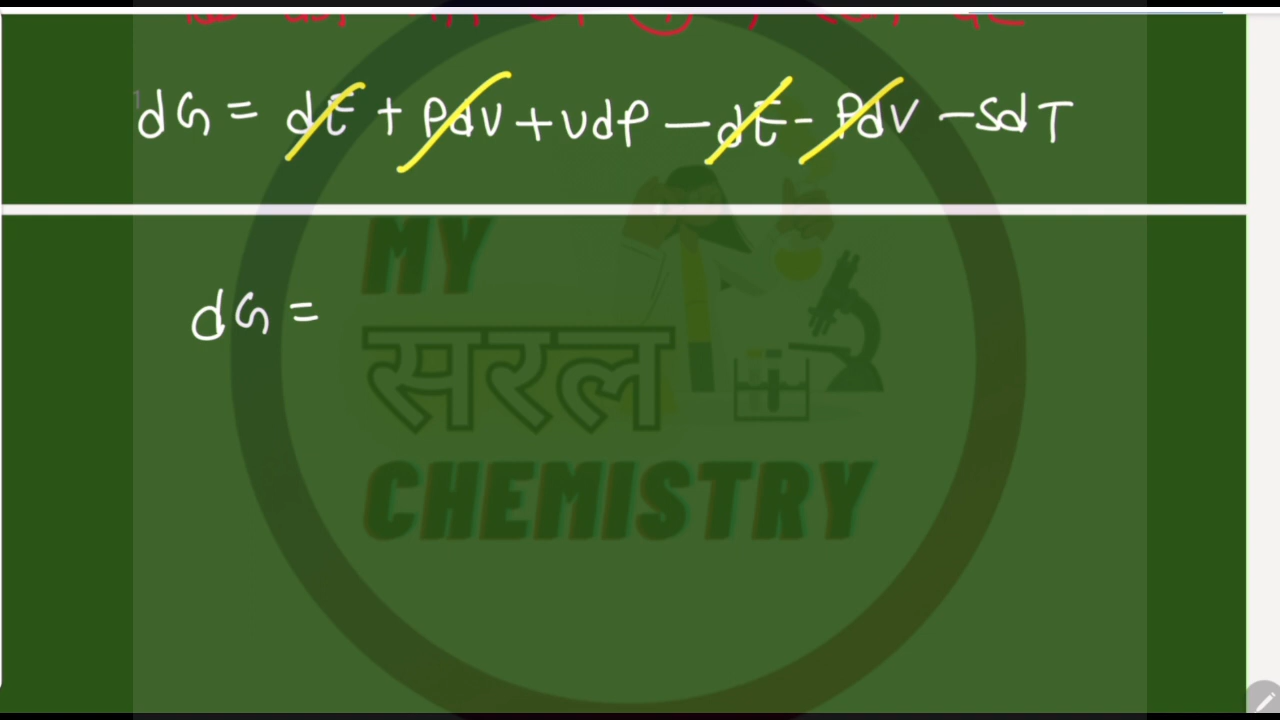 dG = dE + PdV + VdP - dE - PdV - SdT
dG =
MY
सरल
CHEMISTRY